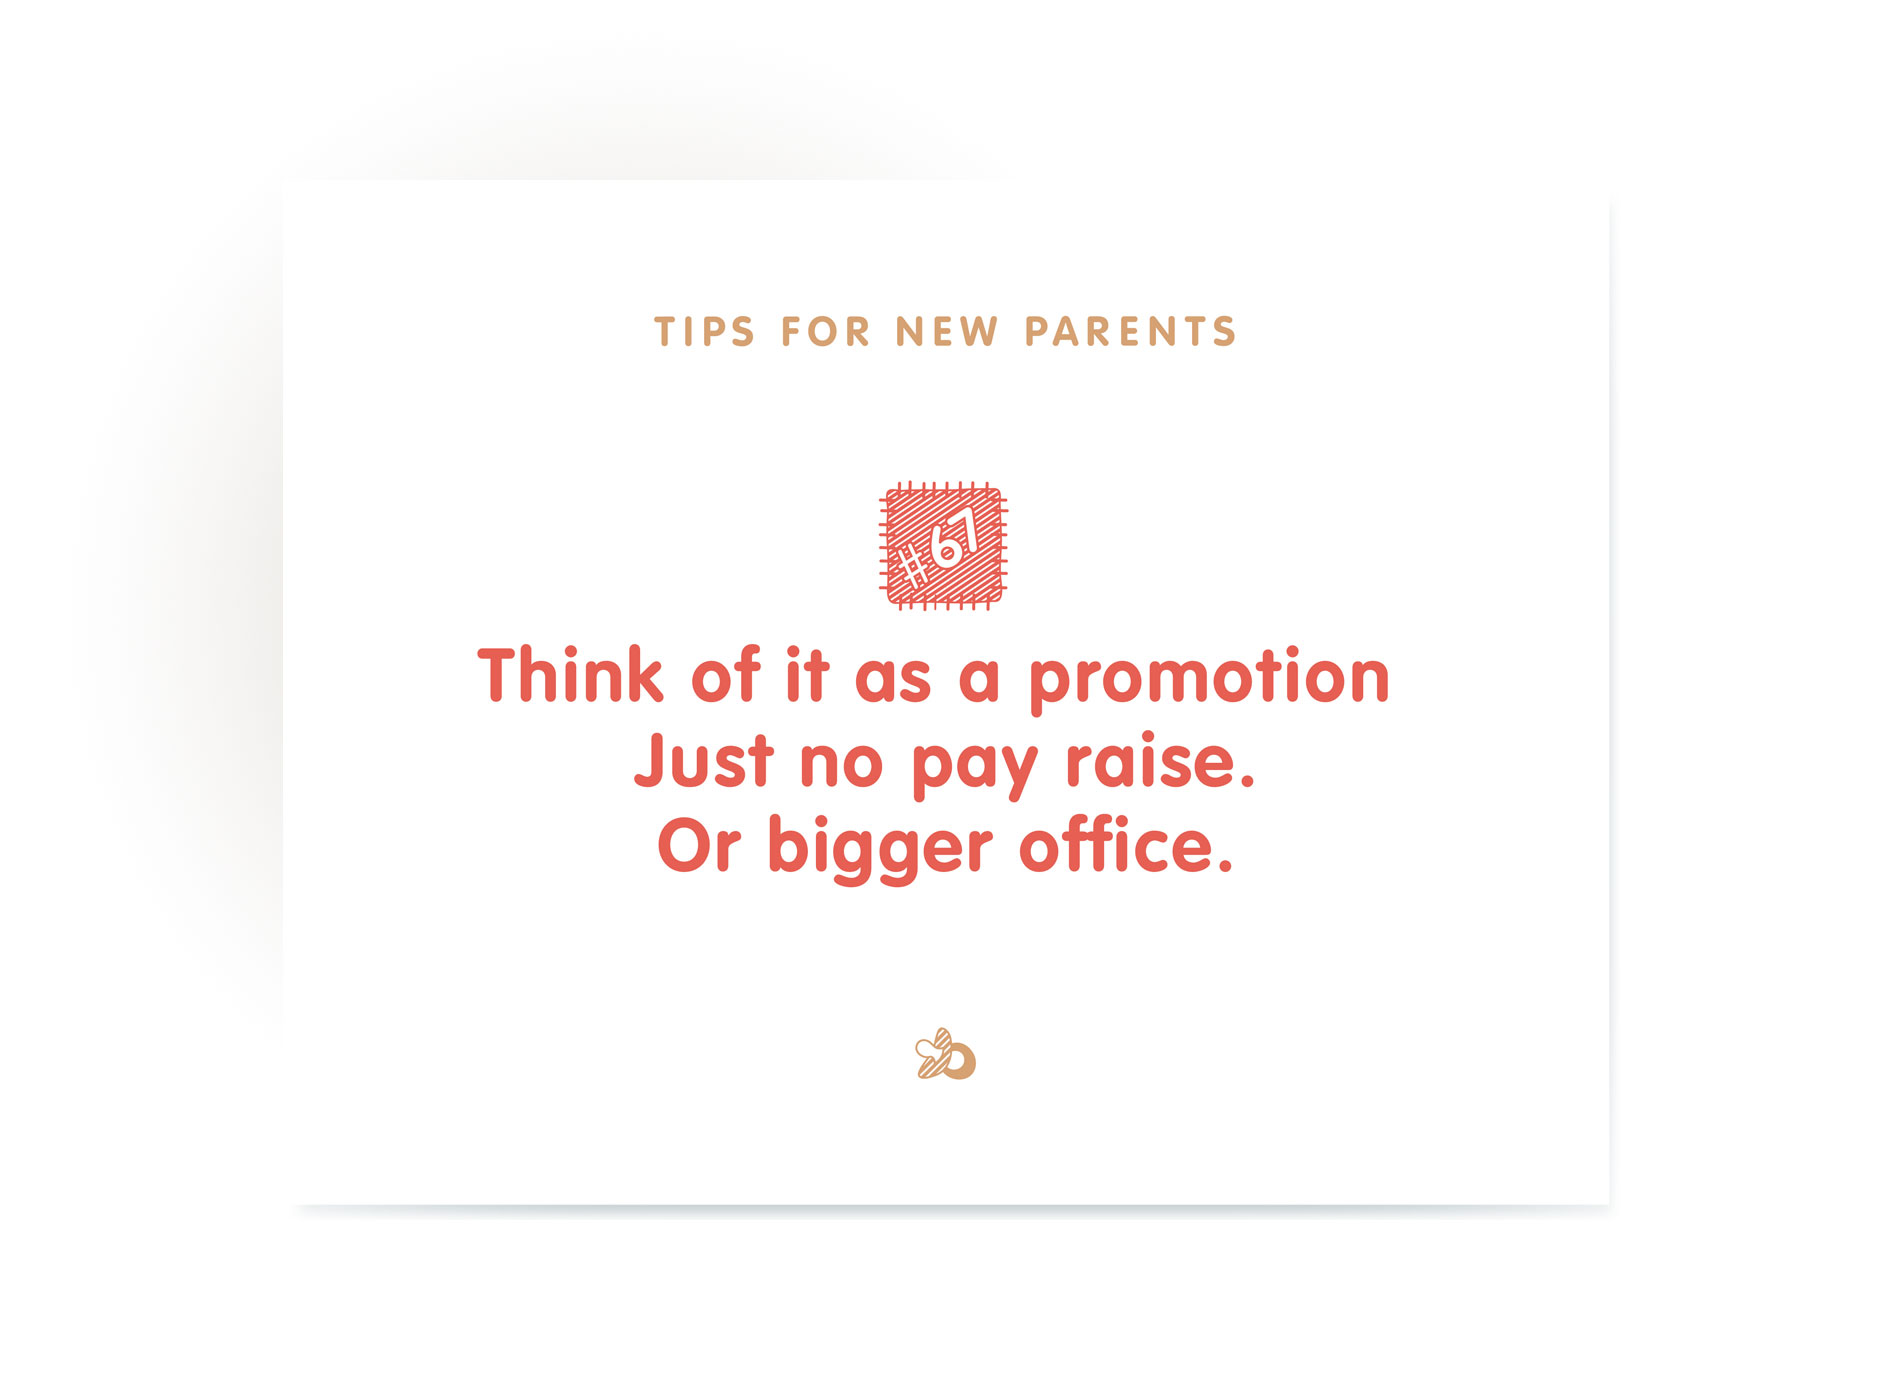 TIPS FOR NEW PARENTS
#67
Think of it as a promotion
Just no pay raise.
Or bigger office.